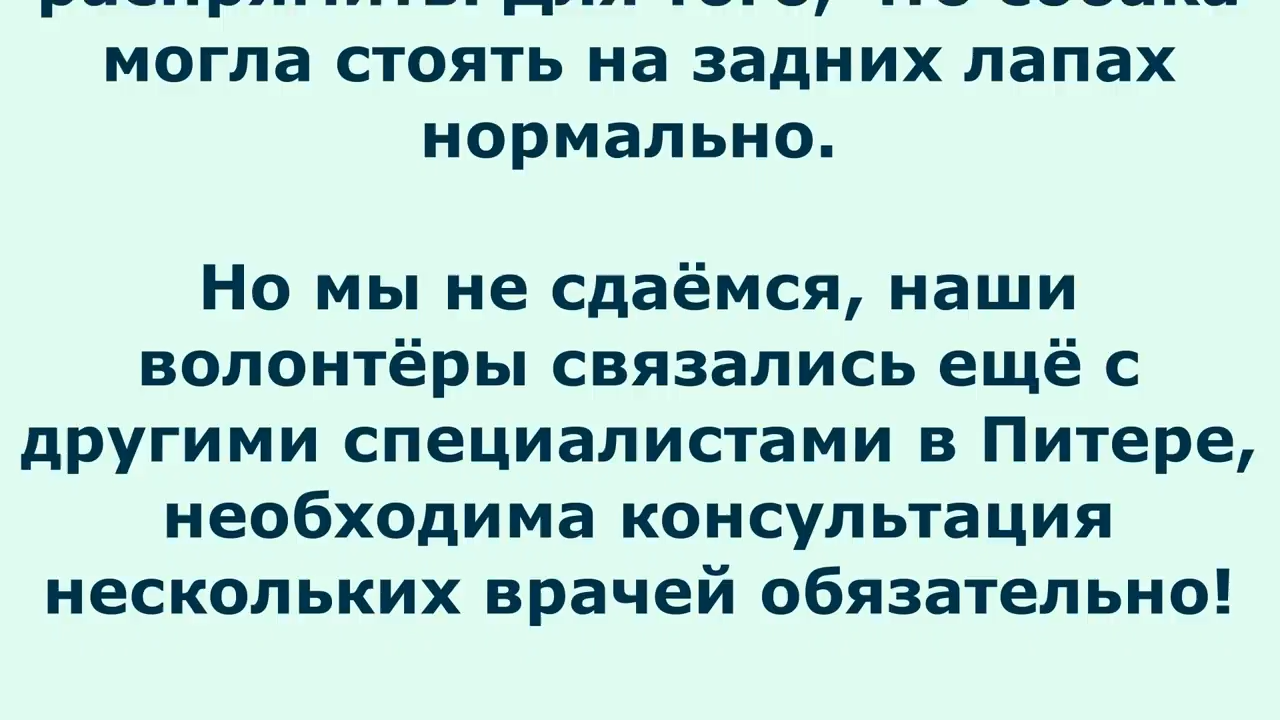 могла стоять на задних лапах
нормально.
Но мы не сдаёмся, наши
волонтёры связались ещё с
другими специалистами в Питере,
необходима консультация
нескольких врачей обязательно!